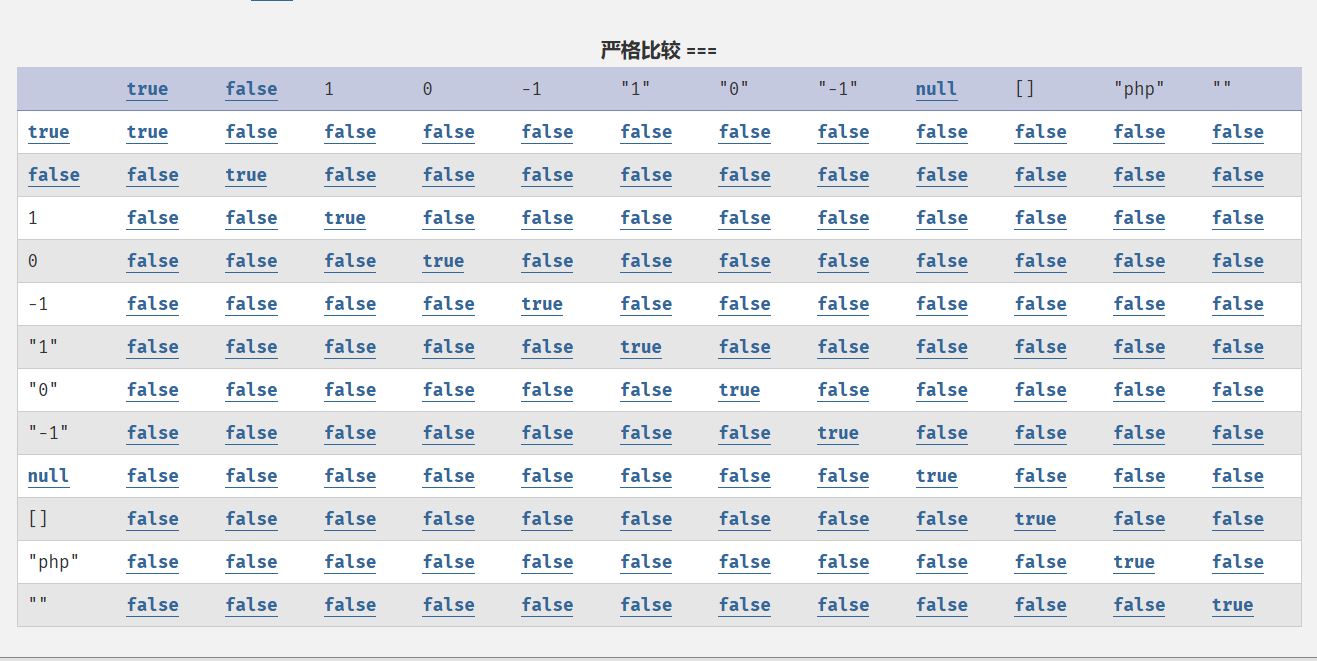 严格比较 ===
true false 1 0 -1 "1" "0" "-1" null [] "php" ""
true true false false false false false false false false false false false
false false true false false false false false false false false false false
1 false false true false false false false false false false false false
0 false false false true false false false false false false false false
-1 false false false false true false false false false false false false
"1" false false false false false true false false false false false false
"0" false false false false false false true false false false false false
"-1" false false false false false false false true false false false false
null false false false false false false false false true false false false
[] false false false false false false false false false true false false
"php" false false false false false false false false false false true false
"" false false false false false false false false false false false true